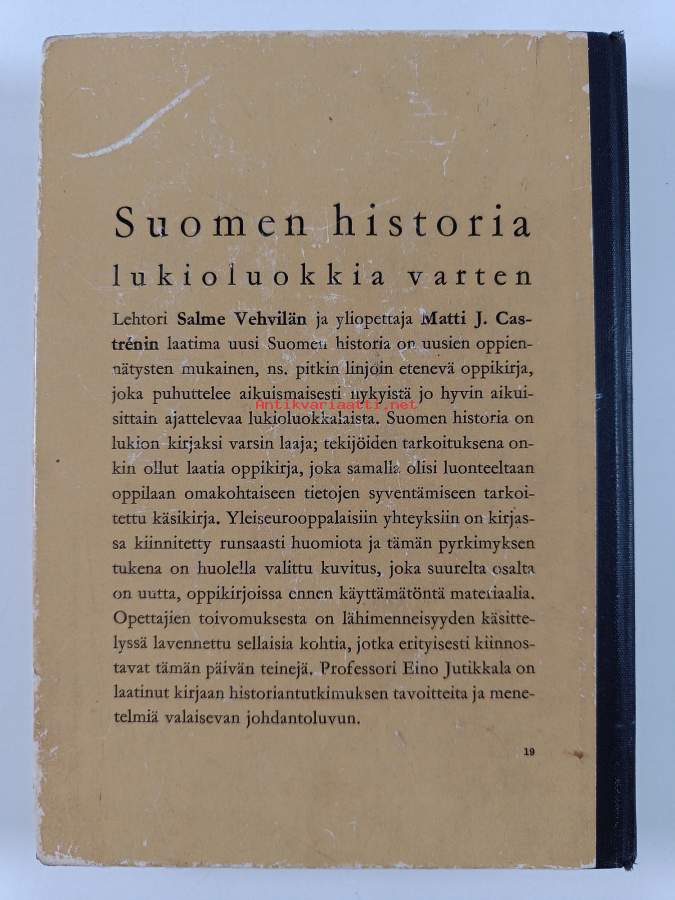 Suomen historia
lukioluokkia varten
Lehtori Salme Vehvilän ja yliopettaja Matti J. Cas-
trénin laatima uusi Suomen historia on uusien oppien-
nätysten mukainen, ns. pitkin linjoin etenevä oppikirja,
joka puhuttelee aikuismaisesti nykyistä jo hyvin aikui-
Antikvariaatti.net
sittain ajattelevaa lukioluokkalaista. Suomen historia on
lukion kirjaksi varsin laaja; tekijöiden tarkoituksena on-
kin ollut laatia oppikirja, joka samalla olisi luonteeltaan
oppilaan omakohtaiseen tietojen syventämiseen tarkoi-
tettu käsikirja. Yleiseurooppalaisiin yhteyksiin on kirjas-
sa kiinnitetty runsaasti huomiota ja tämän pyrkimyksen
tukena on huolella valittu kuvitus, joka suurelta osalta
on uutta, oppikirjoissa ennen käyttämätöntä materiaalia.
Opettajien toivomuksesta on lähimenneisyyden käsitte-
lyssä lavennettu sellaisia kohtia, jotka erityisesti kiinnos-
tavat tämän päivän teinejä. Professori Eino Jutikkala on
laatinut kirjaan historiantutkimuksen tavoitteita ja mene-
telmiä valaisevan johdantoluvun.
19